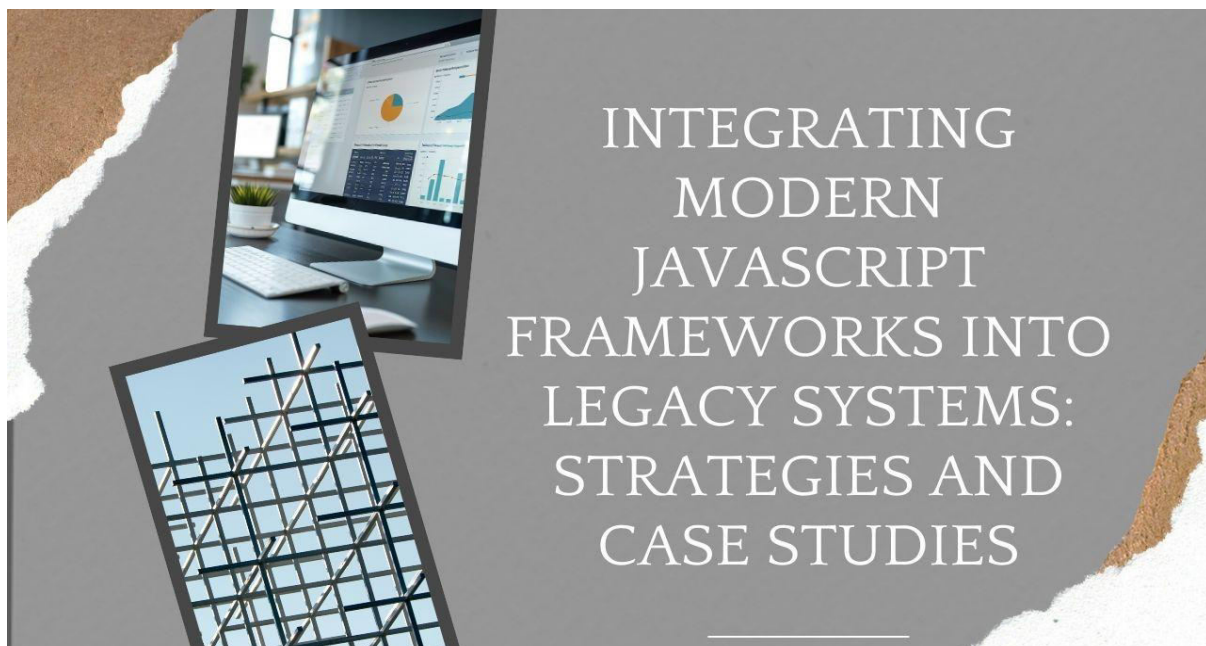 INTEGRATING
MODERN
JAVASCRIPT
FRAMEWORKS INTO
LEGACY SYSTEMS:
STRATEGIES AND
CASE STUDIES